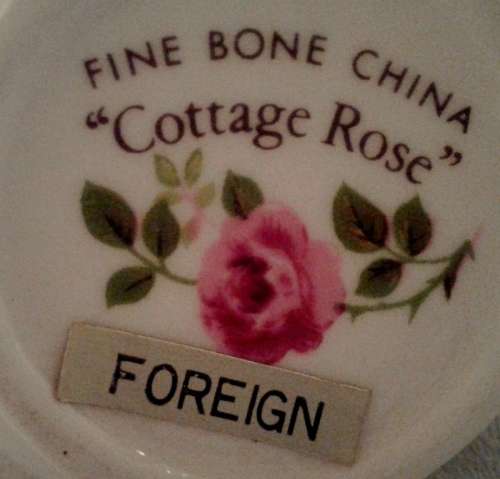 FINE BONE CHINA
“Cottage Rose”
FOREIGN